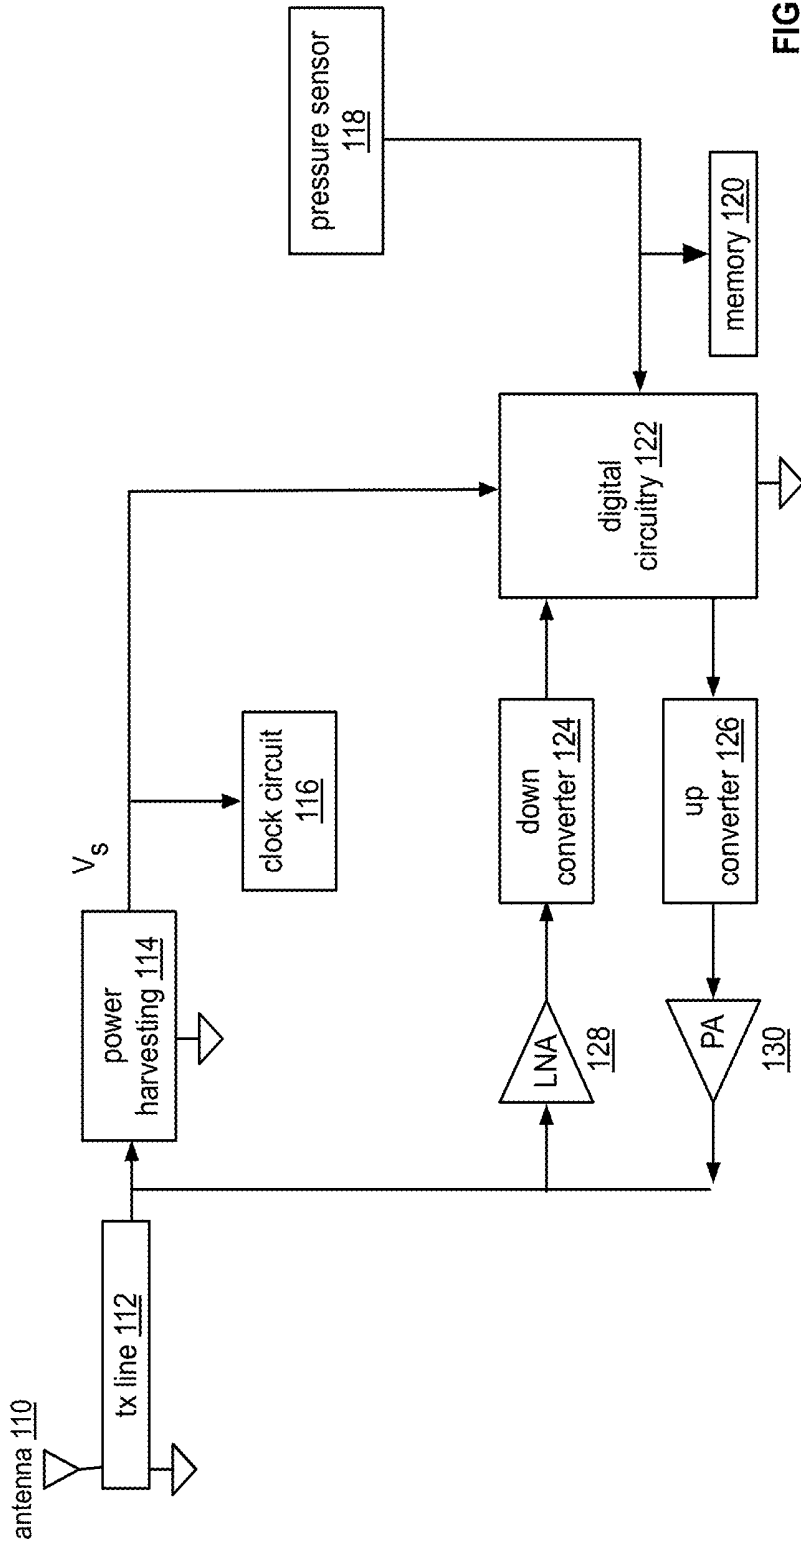 antenna 110
tx line 112
power
harvesting 114
V_S
clock circuit
116
pressure sensor
118
LNA
128
down
converter 124
digital
circuitry 122
memory 120
PA
130
up
converter 126
FIG